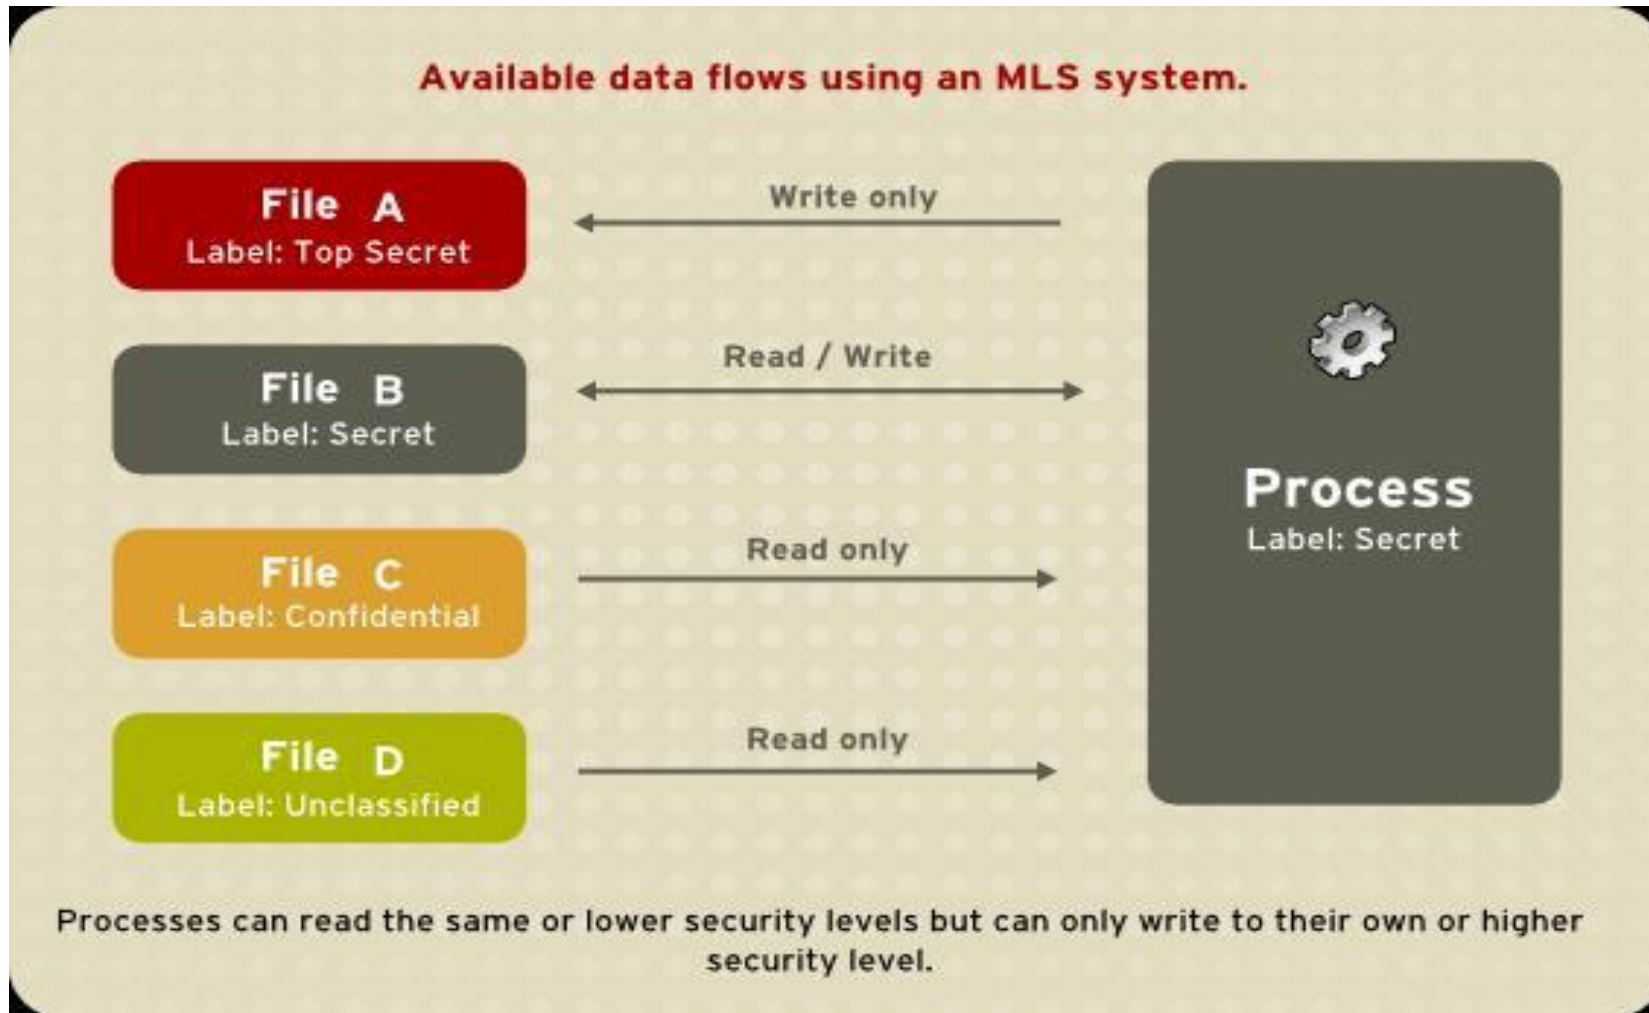 Available data flows using an MLS system.
File A
Label: Top Secret
Write only
File B
Label: Secret
Read / Write
File C
Label: Confidential
Read only
File D
Label: Unclassified
Read only
Process
Label: Secret
Processes can read the same or lower security levels but can only write to their own or higher
security level.